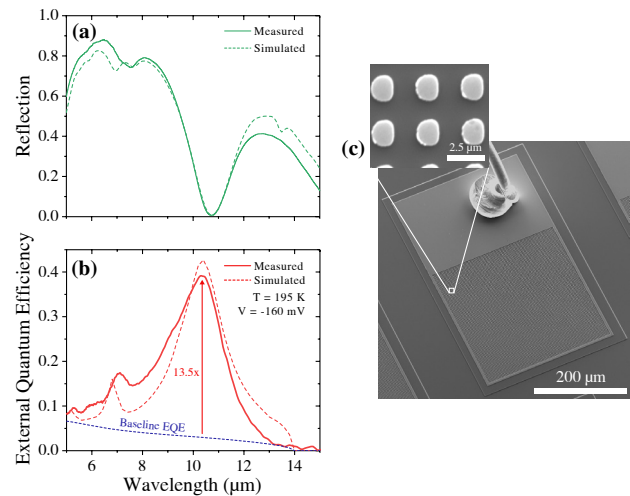 (a)
Measured
Simulated
Reflection
1.0
0.8
0.6
0.4
0.2
0.0
(b)
Measured
Simulated
T = 195 K
V = -160 mV
13.5x
Baseline EQE
External Quantum Efficiency
0.4
0.3
0.2
0.1
0.0
6 8 10 12 14
Wavelength (μm)
(c)
2.5 μm
200 μm